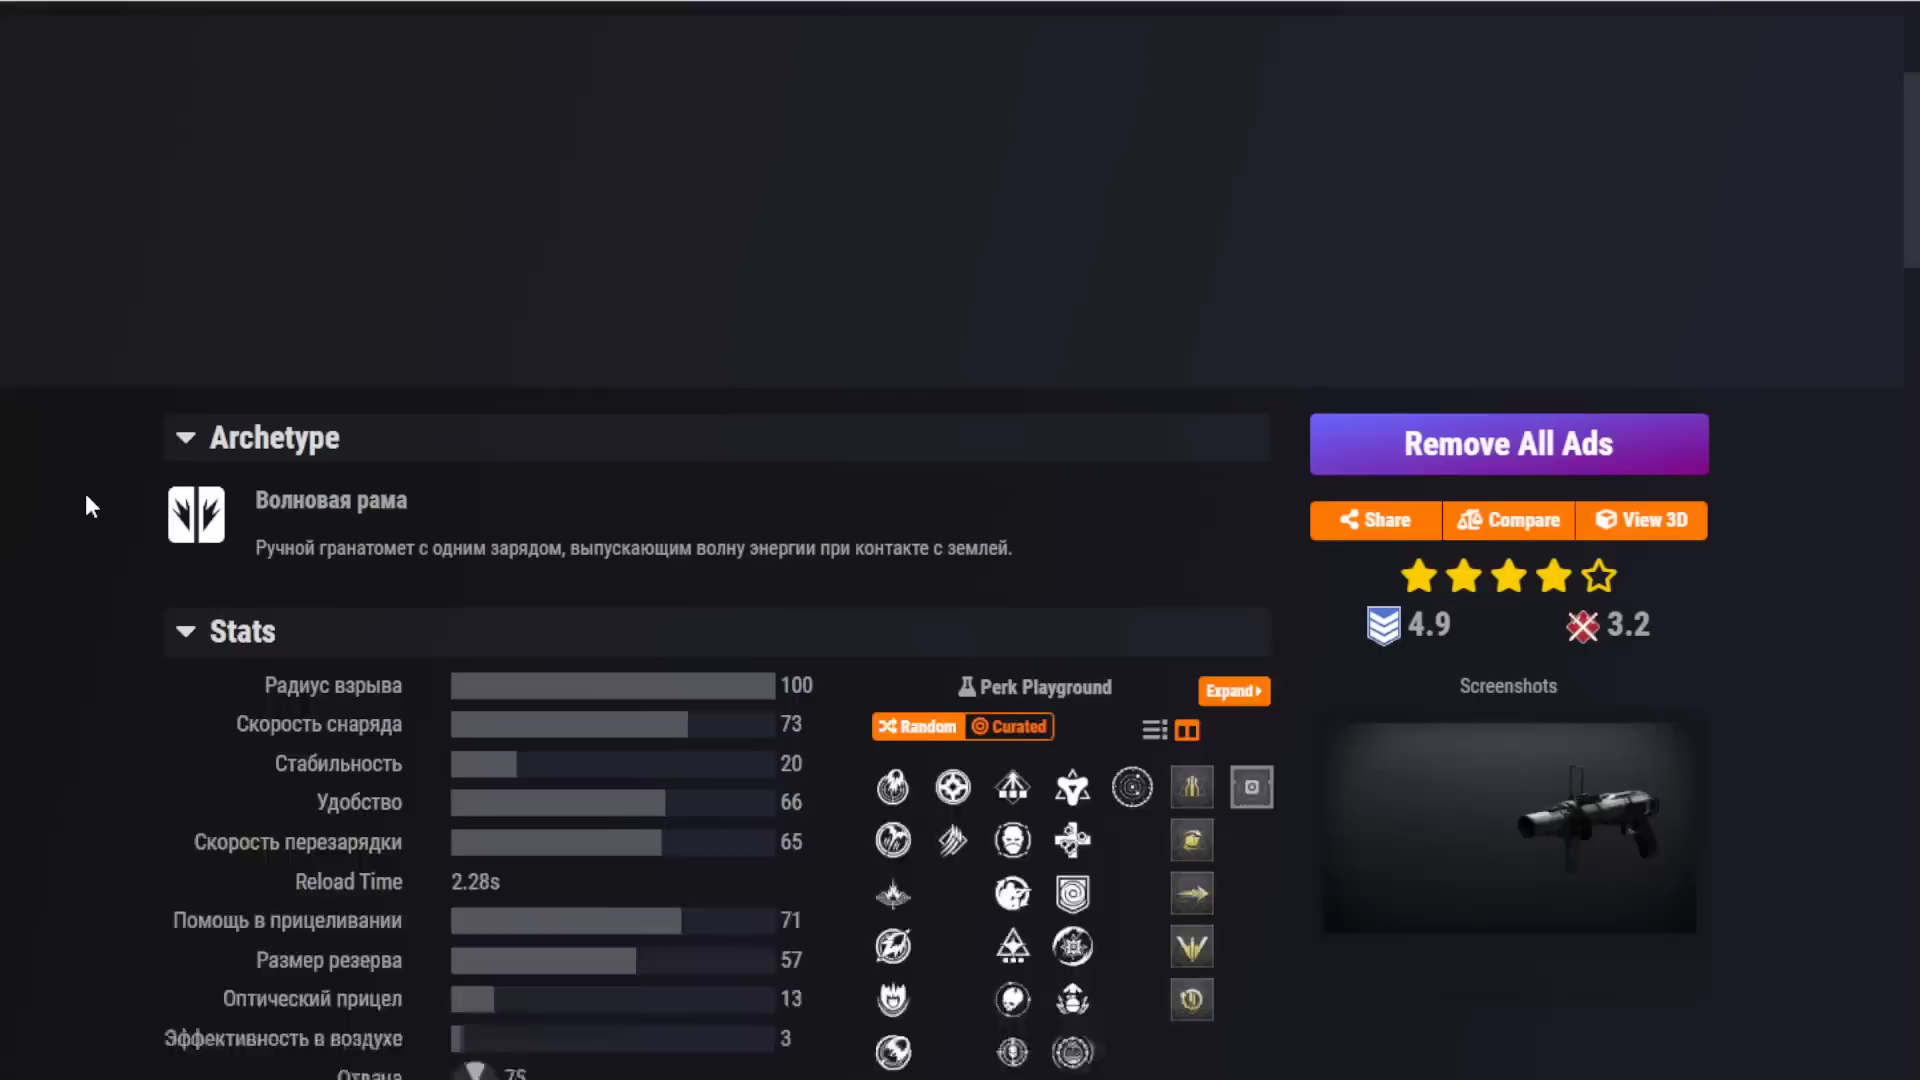 Archetype
Волновая рама
Ручной гранатомет с одним зарядом, выпускающим волну энергии при контакте с землей.
Stats
Радиус взрыва 100
Скорость снаряда 73
Стабильность 20
Удобство 66
Скорость перезарядки 65
Reload Time 2.28s
Помощь в прицеливании 71
Размер резерва 57
Оптический прицел 13
Эффективность в воздухе 3
Отдача 75
Perk Playground
Expand
Random Curated
Remove All Ads
Share Compare View 3D
4.9 3.2
Screenshots